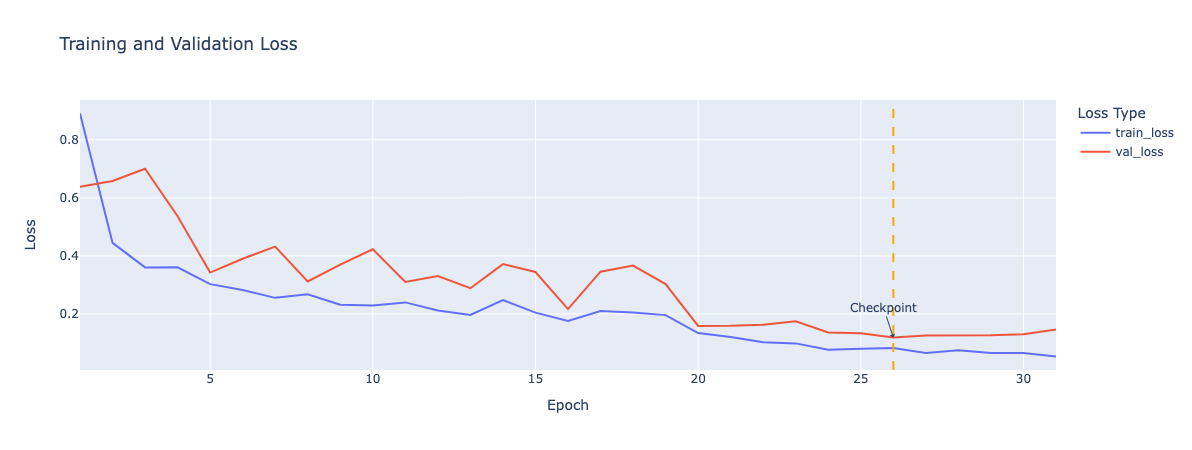 Training and Validation Loss
Loss Type
train_loss
val_loss
0.8
0.6
0.4
0.2
Loss
Checkpoint
5
10
15
20
25
30
Epoch